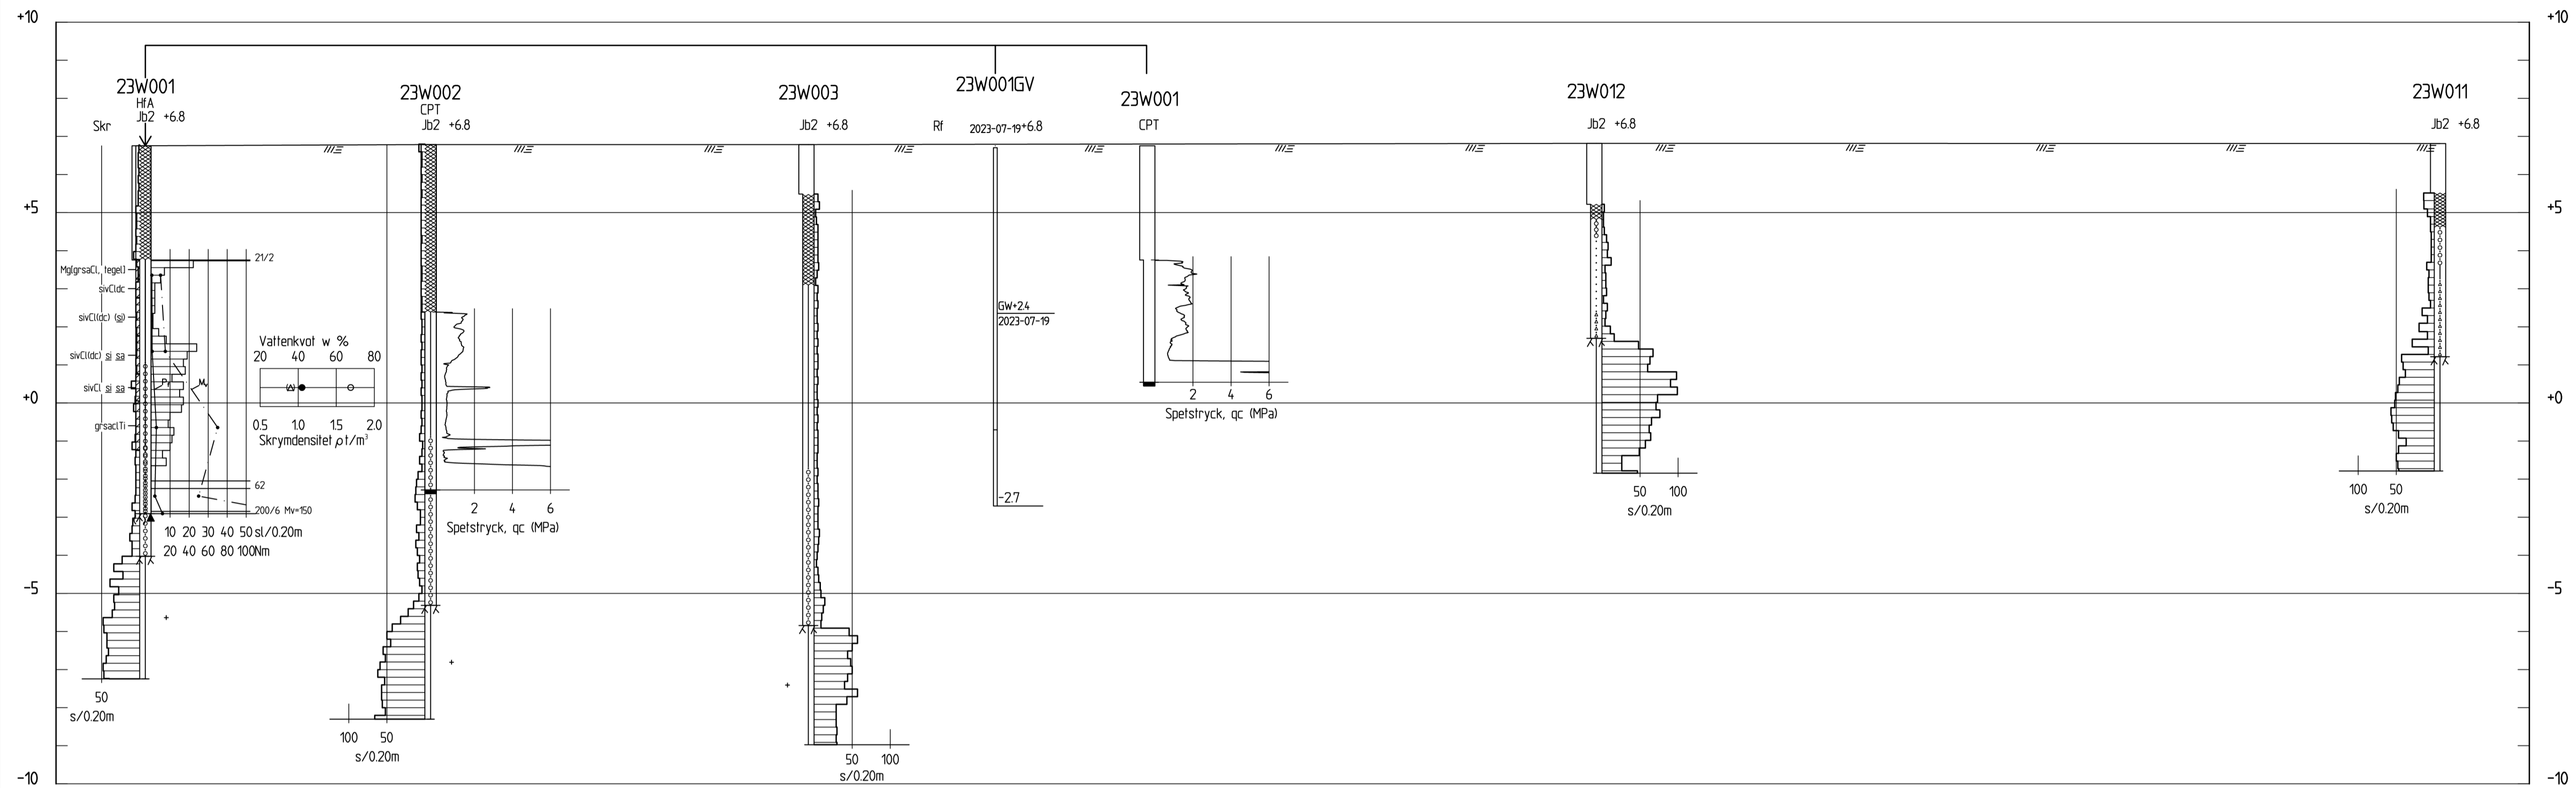 +10
+10
23W001
HfA
Jb2 +6.8
Skr
23W002
CPT
Jb2 +6.8
23W003
Jb2 +6.8
23W001GV
Rf 2023-07-19+6.8
23W001
CPT
23W012
Jb2 +6.8
23W011
Jb2 +6.8
+5
+5
21/2
Mg[grsaCl, tegel]
sivCldc
sivCl(dc) (si)
sivCl(dc) si sa
sivCl si sa
grsaclTi
Mv
Vattenkvot w %
20 40 60 80
0.5 1.0 1.5 2.0
Skrymdensitet ρ t/m³
GW+2.4
2023-07-19
+0
+0
2 4 6
Spetstryck, qc (MPa)
62
200/6 Mv=150
10 20 30 40 50 sl/0.20m
20 40 60 80 100Nm
2 4 6
Spetstryck, qc (MPa)
-2.7
50 100
s/0.20m
100 50
s/0.20m
-5
-5
50
s/0.20m
100 50
s/0.20m
50 100
s/0.20m
-10
-10